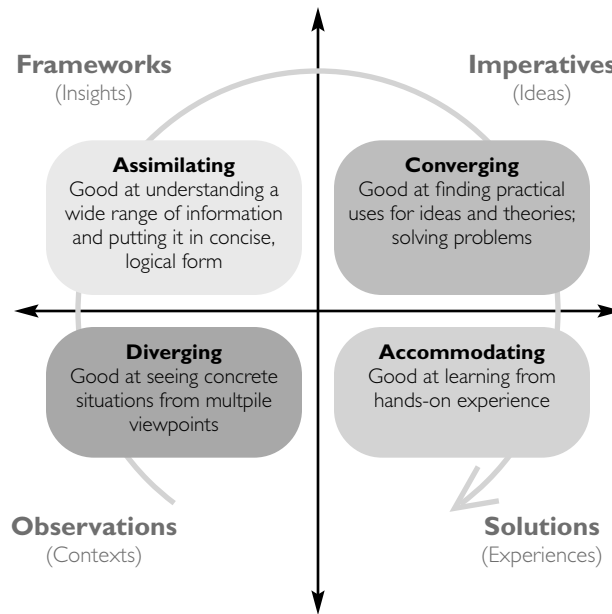 Frameworks
(Insights)
Imperatives
(Ideas)
Assimilating
Good at understanding a
wide range of information
and putting it in concise,
logical form
Converging
Good at finding practical
uses for ideas and theories;
solving problems
Diverging
Good at seeing concrete
situations from multpile
viewpoints
Accommodating
Good at learning from
hands-on experience
Observations
(Contexts)
Solutions
(Experiences)